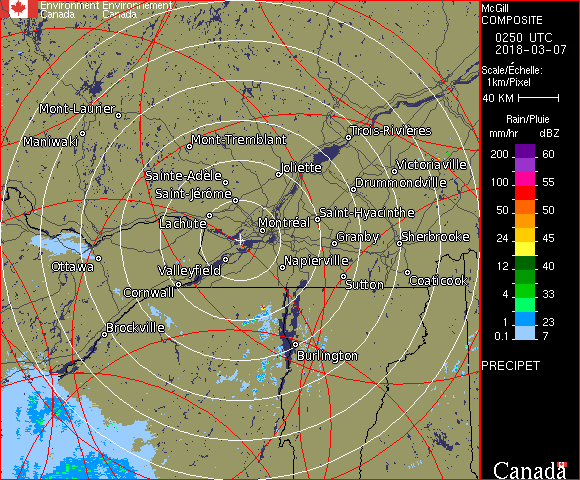 Environment Environnement
Canada Canada
McGill
COMPOSITE
0250 UTC
2018-03-07
Scale/Échelle:
1km/Pixel
40 KM
Rain/Pluie
mm/hr dBZ
200 60
155
100 55
50 50
24 45
12 40
4 33
1 23
0.1 7
PRECIPET
Canada
Mont-Laurier
Maniwaki
Mont-Tremblant
Trois-Rivières
Joliette
Victoriaville
Sainte-Adèle
Drummondville
Saint-Jérôme
Lachute
Saint-Hyacinthe
Montréal
Granby
Sherbrooke
Ottawa
Valleyfield
Napierville
Cornwall
Sutton
Coaticook
Brockville
Burlington